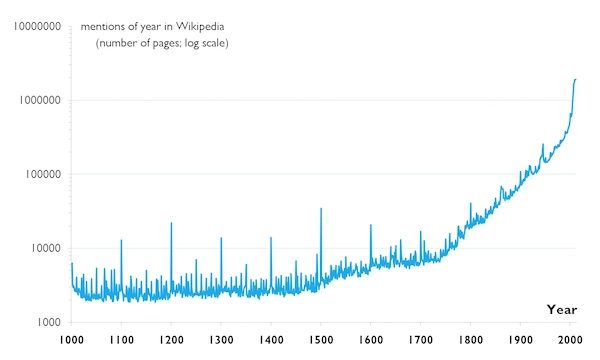 10000000
mentions of year in Wikipedia
(number of pages; log scale)
1000000
100000
10000
1000
Year
1000 1100 1200 1300 1400 1500 1600 1700 1800 1900 2000